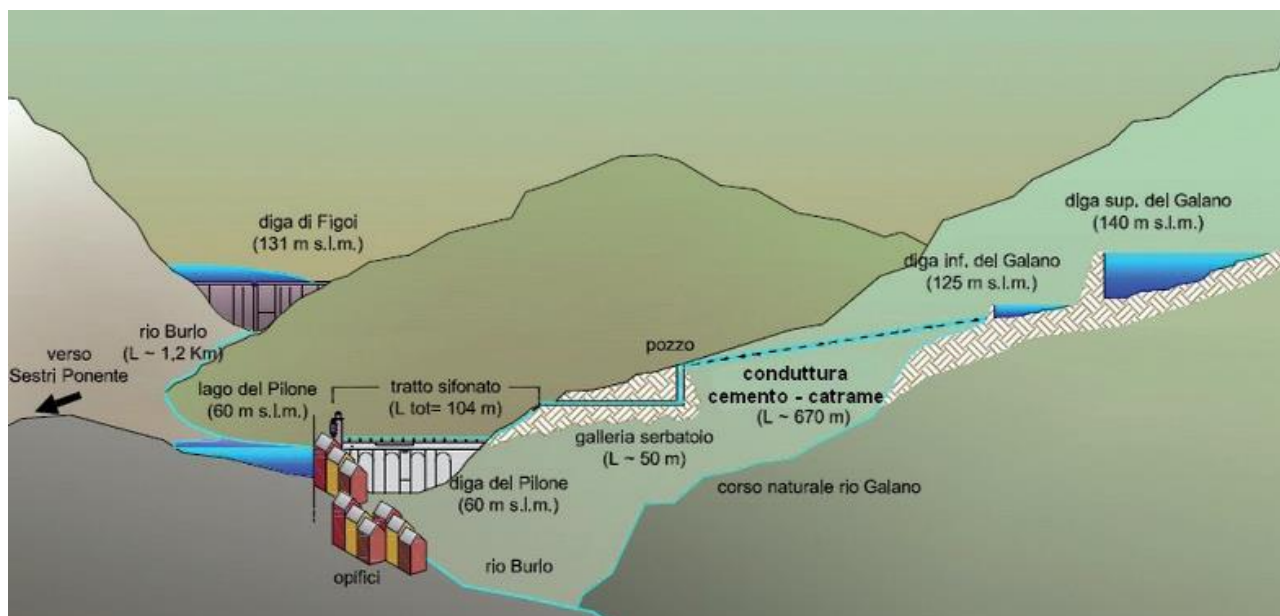 diga di Figoi
(131 m s.l.m.)
diga sup. del Galano
(140 m s.l.m.)
diga inf. del Galano
(125 m s.l.m.)
rio Burlo
(L ~ 1,2 Km)
verso
Sestri Ponente
lago del Pilone
(60 m s.l.m.)
tratto sifonato
(L tot= 104 m)
pozzo
conduttura
cemento - catrame
(L ~ 670 m)
galleria serbatoio
(L ~ 50 m)
diga del Pilone
(60 m s.l.m.)
corso naturale rio Galano
rio Burlo
opifici